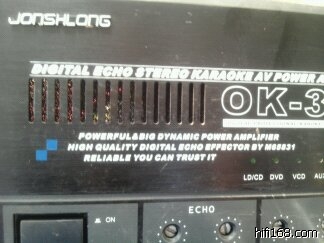 JONSHLONG
DIGITAL ECHO STEREO KARAOKE AV POWER A
OK-3
POWERFUL&BIG DYNAMIC POWER AMPLIFIER
HIGH QUALITY DIGITAL ECHO EFFECTOR BY M65831
RELIABLE YOU CAN TRUST IT
LD/CD DVD VCD AUX
ECHO
ON
hifi168.com